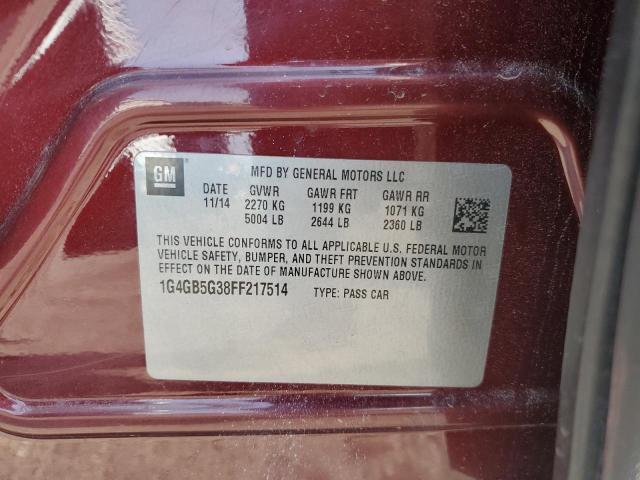 GM
MFD BY GENERAL MOTORS LLC
DATE GVWR GAWR FRT GAWR RR
11/14 2270 KG 1199 KG 1071 KG
5004 LB 2644 LB 2360 LB
THIS VEHICLE CONFORMS TO ALL APPLICABLE U.S. FEDERAL MOTOR
VEHICLE SAFETY, BUMPER, AND THEFT PREVENTION STANDARDS IN
EFFECT ON THE DATE OF MANUFACTURE SHOWN ABOVE.
1G4GB5G38FF217514 TYPE: PASS CAR